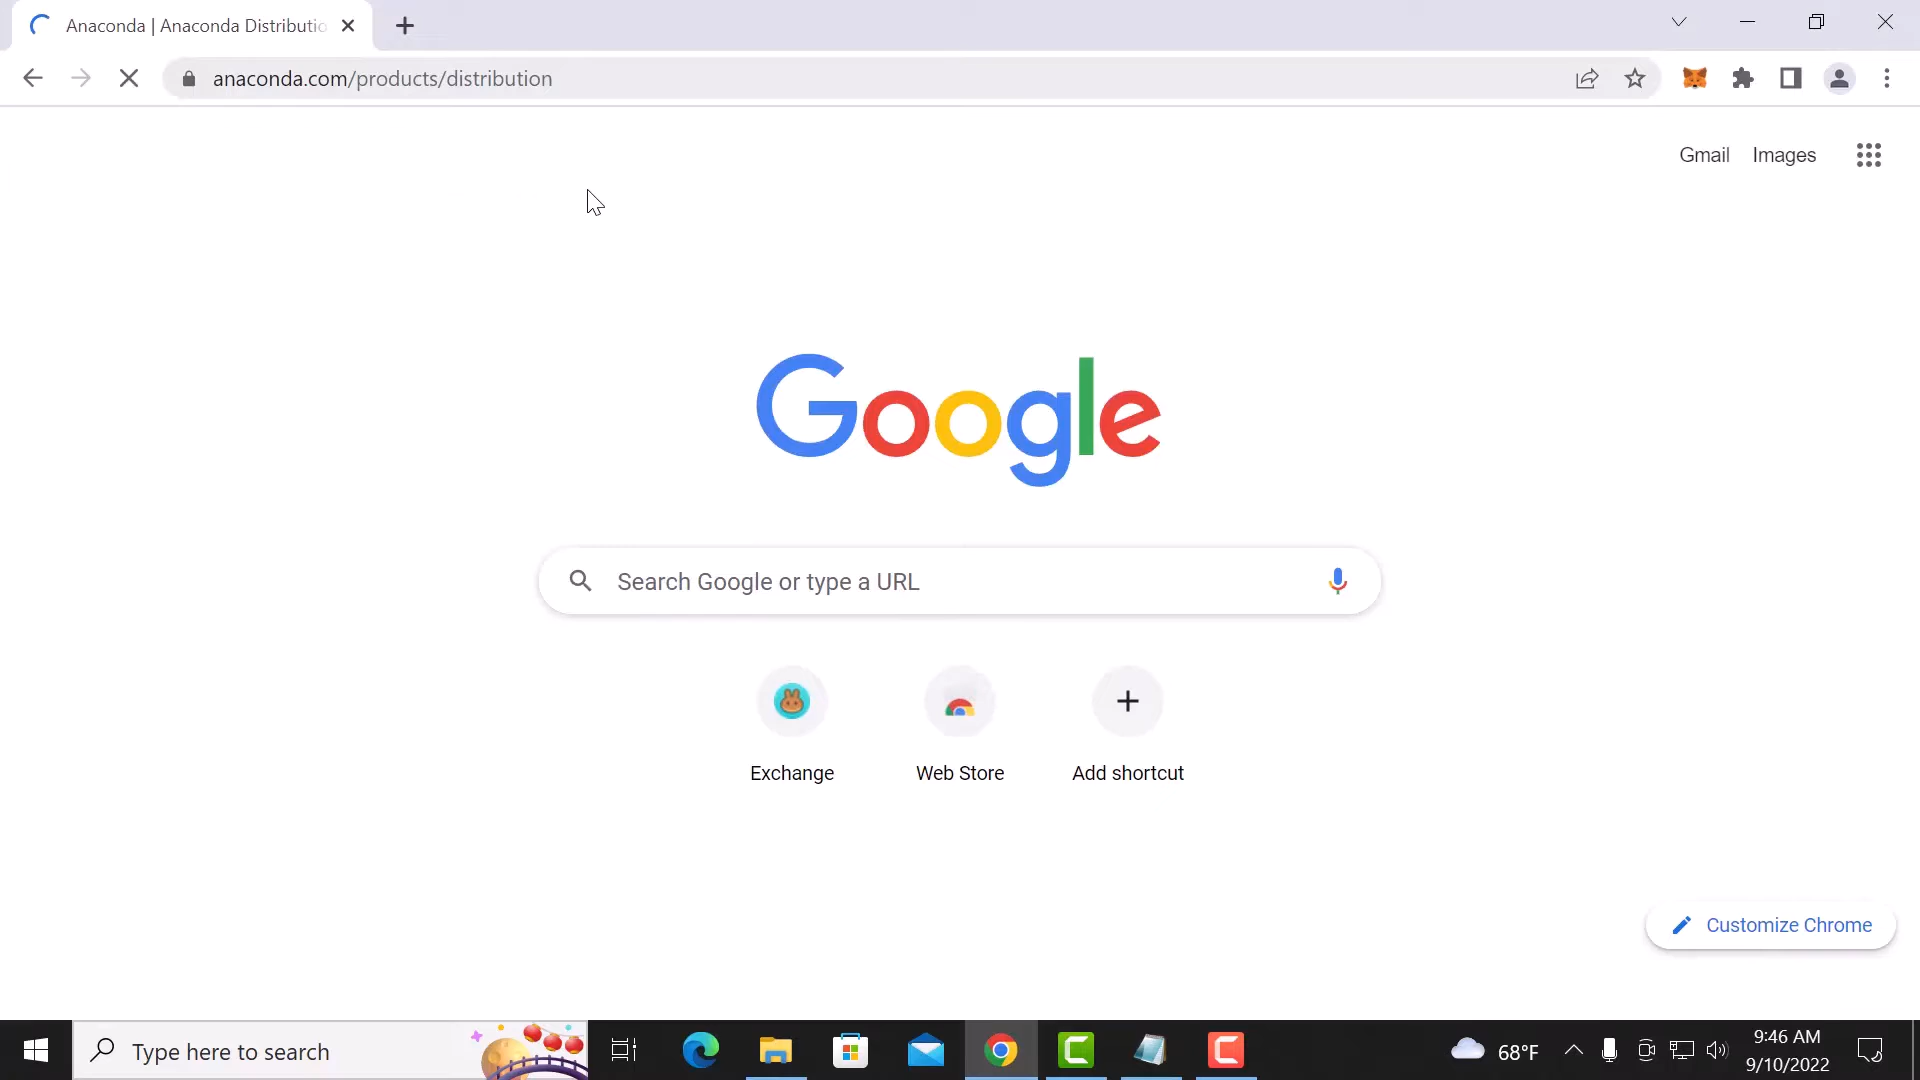 Anaconda | Anaconda Distributio
anaconda.com/products/distribution
Gmail Images
Google
Search Google or type a URL
Exchange Web Store Add shortcut
Customize Chrome
Type here to search
68°F
9:46 AM
9/10/2022